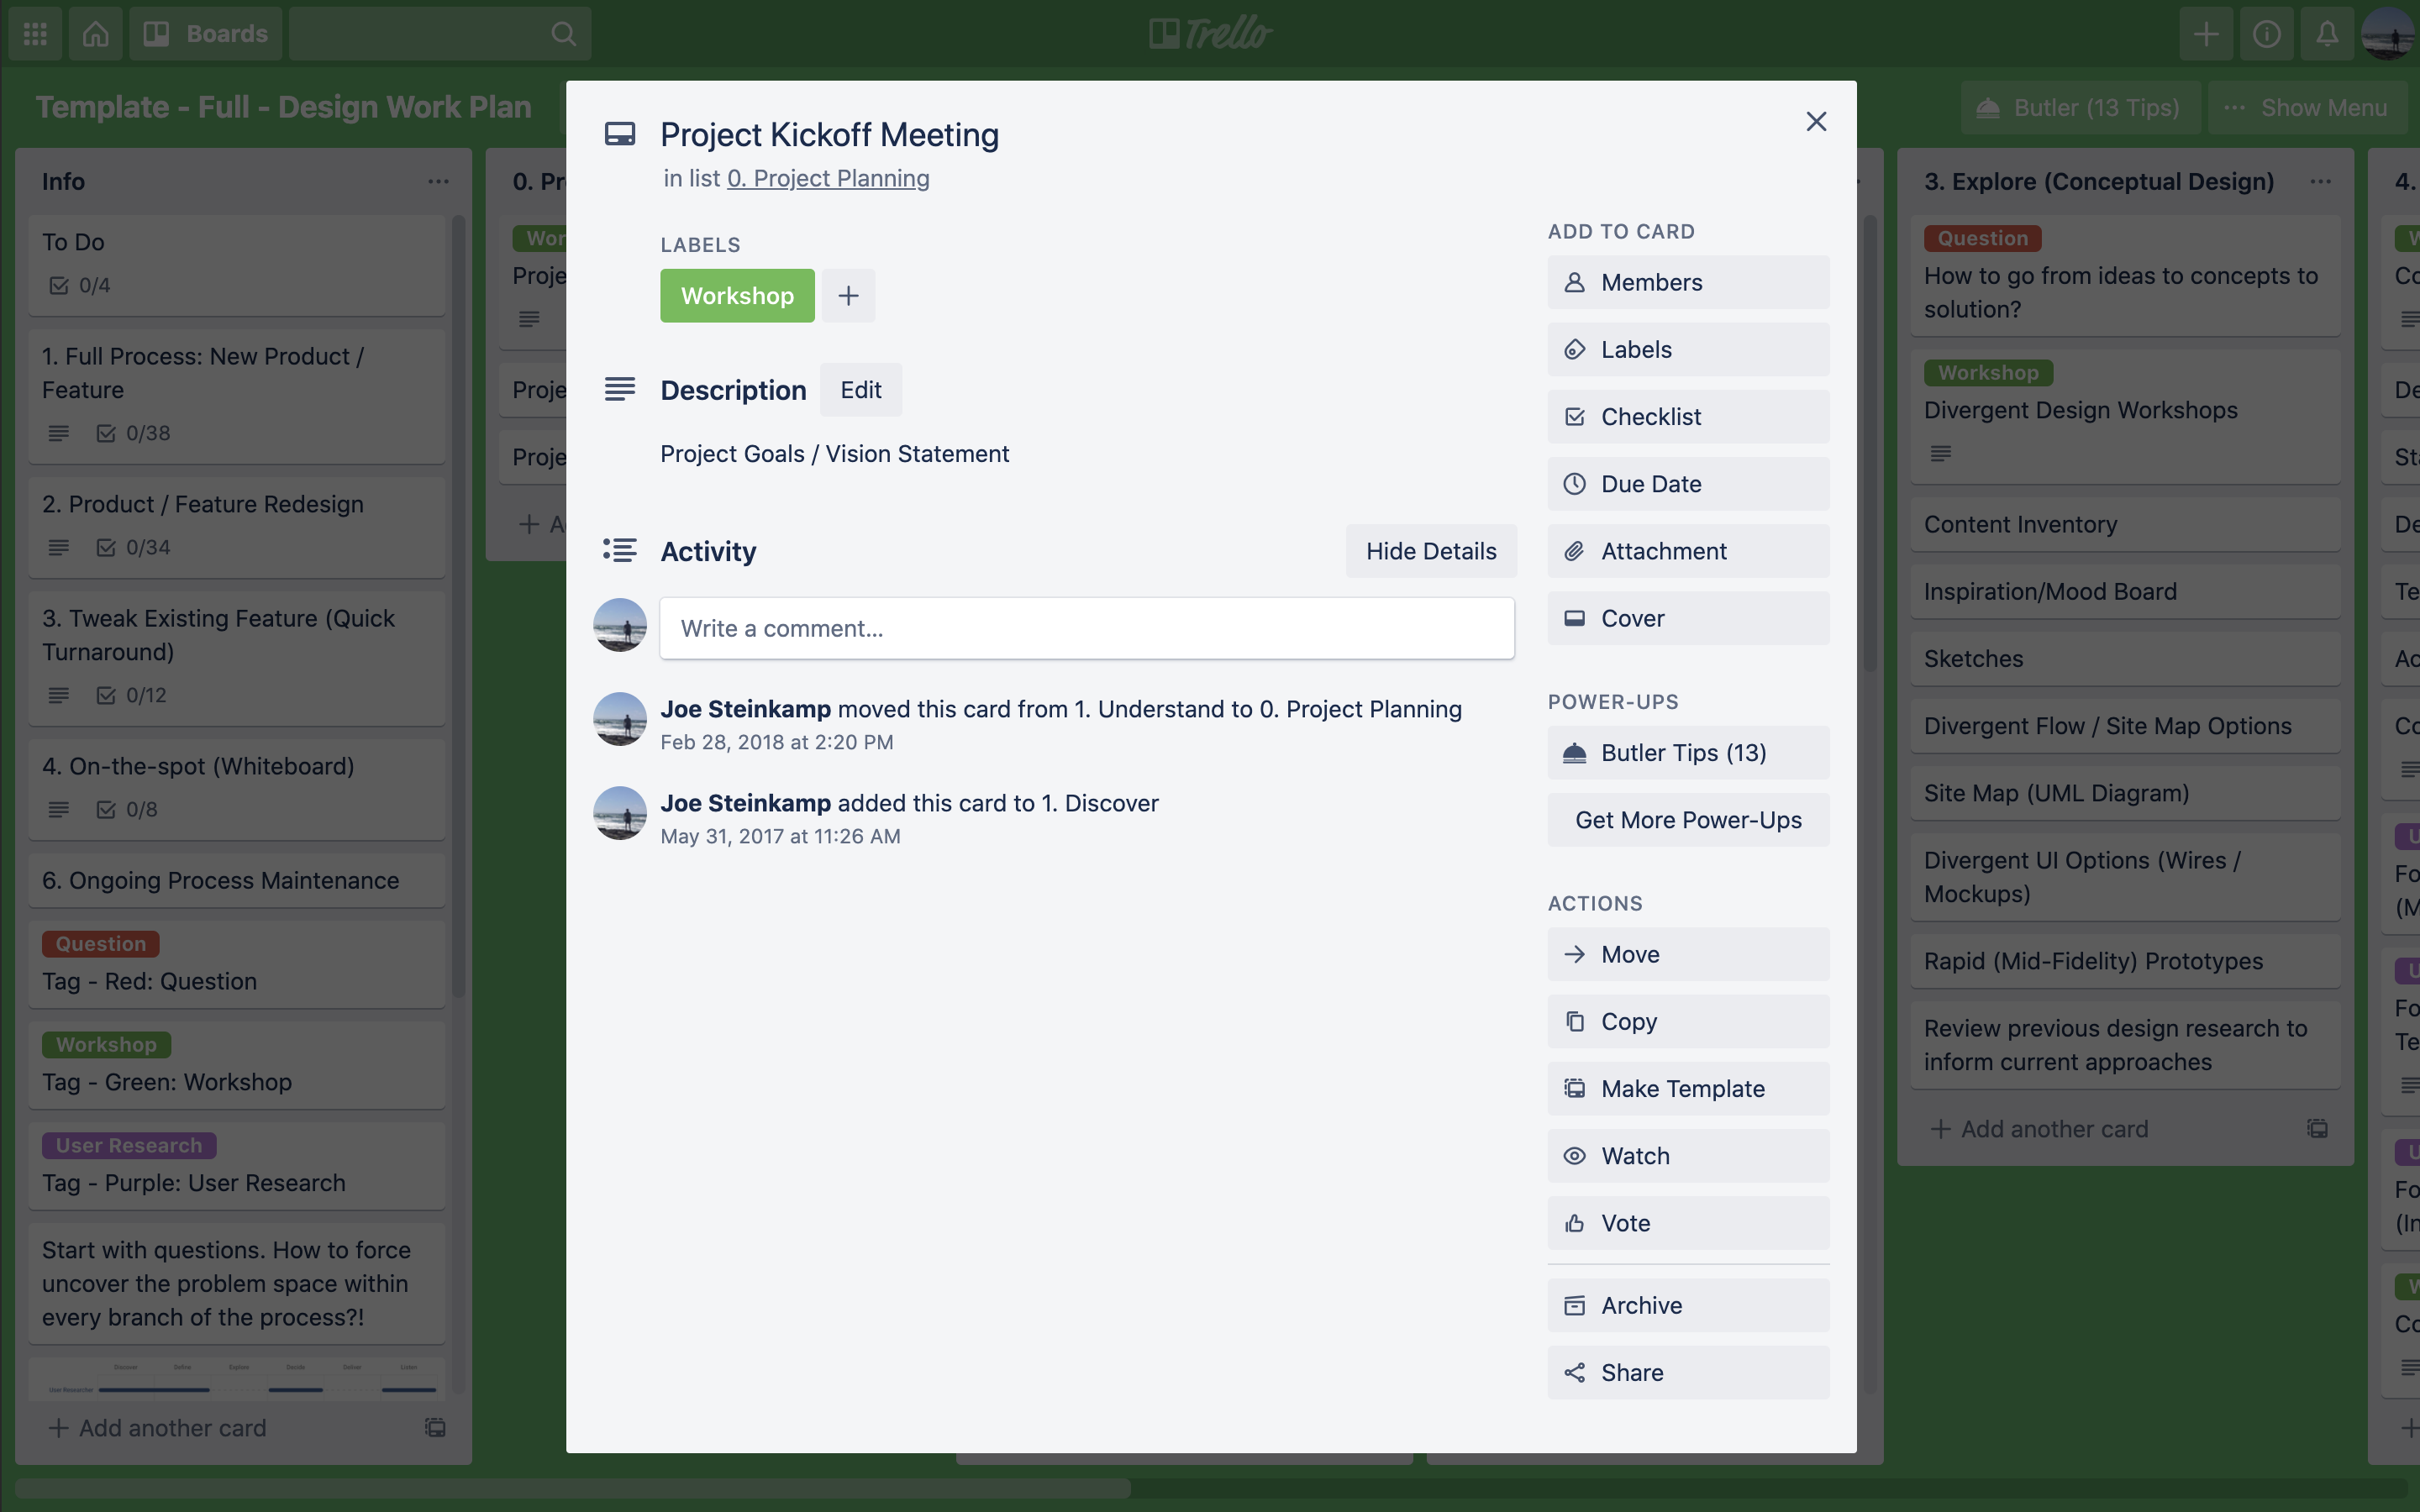 Boards
Trello
Template - Full - Design Work Plan
Butler (13 Tips)
Show Menu
Info
To Do
0/4
1. Full Process: New Product /
Feature
0/38
2. Product / Feature Redesign
0/34
3. Tweak Existing Feature (Quick
Turnaround)
0/12
4. On-the-spot (Whiteboard)
0/8
6. Ongoing Process Maintenance
Question
Tag - Red: Question
Workshop
Tag - Green: Workshop
User Research
Tag - Purple: User Research
Start with questions. How to force
uncover the problem space within
every branch of the process?!
Discover Define Explore Decide Deliver Listen
User Researcher
Add another card
0. Pr
Wor
Proje
Proje
Proje
Project Kickoff Meeting
in list 0. Project Planning
LABELS
Workshop
Description
Edit
Project Goals / Vision Statement
Activity
Hide Details
Write a comment…
Joe Steinkamp moved this card from 1. Understand to 0. Project Planning
Feb 28, 2018 at 2:20 PM
Joe Steinkamp added this card to 1. Discover
May 31, 2017 at 11:26 AM
ADD TO CARD
Members
Labels
Checklist
Due Date
Attachment
Cover
POWER-UPS
Butler Tips (13)
Get More Power-Ups
ACTIONS
Move
Copy
Make Template
Watch
Vote
Archive
Share
3. Explore (Conceptual Design)
Question
How to go from ideas to concepts to
solution?
Workshop
Divergent Design Workshops
Content Inventory
Inspiration/Mood Board
Sketches
Divergent Flow / Site Map Options
Site Map (UML Diagram)
Divergent UI Options (Wires /
Mockups)
Rapid (Mid-Fidelity) Prototypes
Review previous design research to
inform current approaches
Add another card
4.